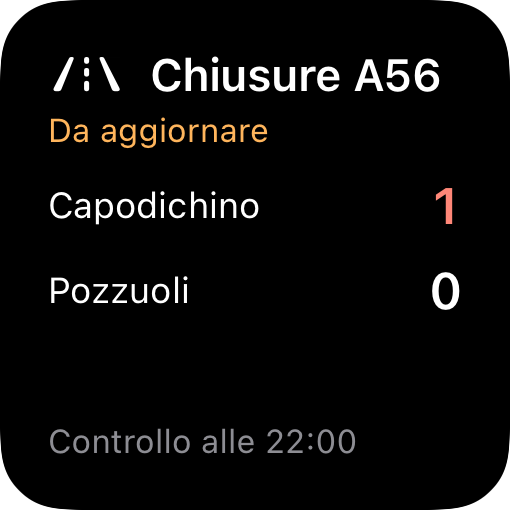 Chiusure A56
Da aggiornare
Capodichino 1
Pozzuoli 0
Controllo alle 22:00